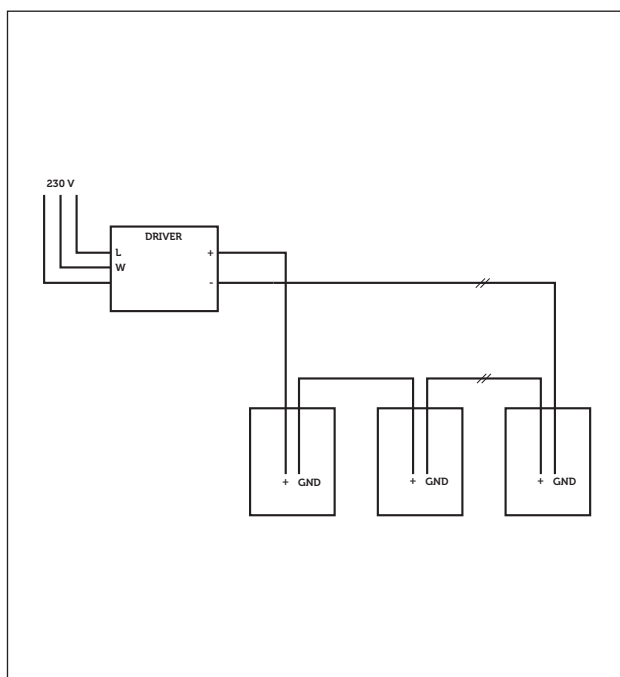 230 V
DRIVER
L
W
+
-
+ GND
+ GND
+ GND